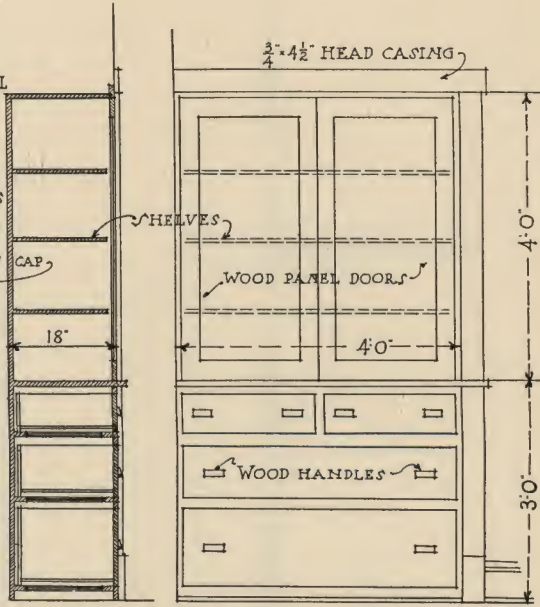 3/4" × 4 1/2" HEAD CASING
L
S
SHELVES
CAP
WOOD PANEL DOORS
18"
4'-0"
4'-0"
WOOD HANDLES
3'-0"